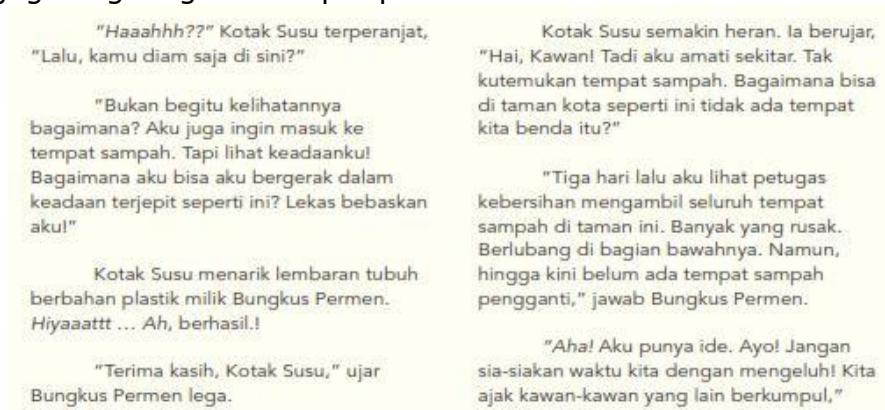 "Haaahhh??" Kotak Susu terperanjat,
"Lalu, kamu diam saja di sini?"
"Bukan begitu kelihatannya
bagaimana? Aku juga ingin masuk ke
tempat sampah. Tapi lihat keadaanku!
Bagaimana aku bisa aku bergerak dalam
keadaan terjepit seperti ini? Lekas bebaskan
aku!"
Kotak Susu menarik lembaran tubuh
berbahan plastik milik Bungkus Permen.
Hiyaaattt ... Ah, berhasil.!
"Terima kasih, Kotak Susu," ujar
Bungkus Permen lega.
Kotak Susu semakin heran. Ia berujar,
"Hai, Kawan! Tadi aku amati sekitar. Tak
kutemukan tempat sampah. Bagaimana bisa
di taman kota seperti ini tidak ada tempat
kita benda itu?"
"Tiga hari lalu aku lihat petugas
kebersihan mengambil seluruh tempat
sampah di taman ini. Banyak yang rusak.
Berlubang di bagian bawahnya. Namun,
hingga kini belum ada tempat sampah
pengganti," jawab Bungkus Permen.
"Aha! Aku punya ide. Ayo! Jangan
sia-siakan waktu kita dengan mengeluh! Kita
ajak kawan-kawan yang lain berkumpul,"